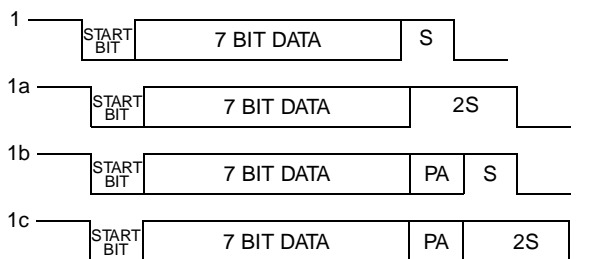 1 START BIT 7 BIT DATA S
1a START BIT 7 BIT DATA 2S
1b START BIT 7 BIT DATA PA S
1c START BIT 7 BIT DATA PA 2S